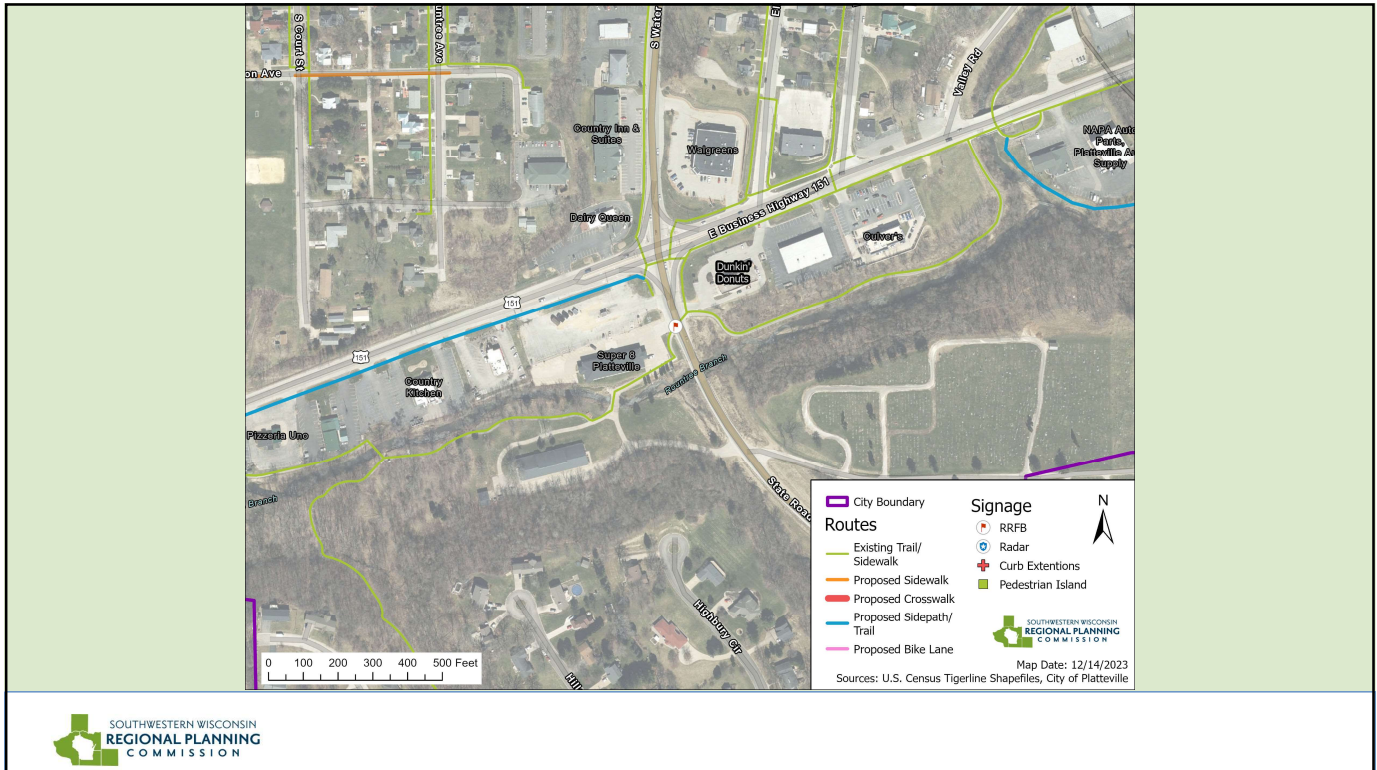 S Court St
untree Ave
S Water
El
Valley Rd
on Ave
Country Inn &
Suites
Walgreens
NAPA Auto
Parts,
Platteville
Supply
Dairy Queen
E Business Highway 151
Culver's
Dunkin'
Donuts
151
151
Super 8
Platteville
Rountree Branch
Country
Kitchen
Pizzeria Uno
Branch
State Road
Highbury Cir
Hill
0 100 200 300 400 500 Feet
City Boundary
Routes
Existing Trail/
Sidewalk
Proposed Sidewalk
Proposed Crosswalk
Proposed Sidepath/
Trail
Proposed Bike Lane
Signage
RRFB
Radar
Curb Extentions
Pedestrian Island
N
SOUTHWESTERN WISCONSIN
REGIONAL PLANNING
COMMISSION
Map Date: 12/14/2023
Sources: U.S. Census Tigerline Shapefiles, City of Platteville
SOUTHWESTERN WISCONSIN
REGIONAL PLANNING
COMMISSION